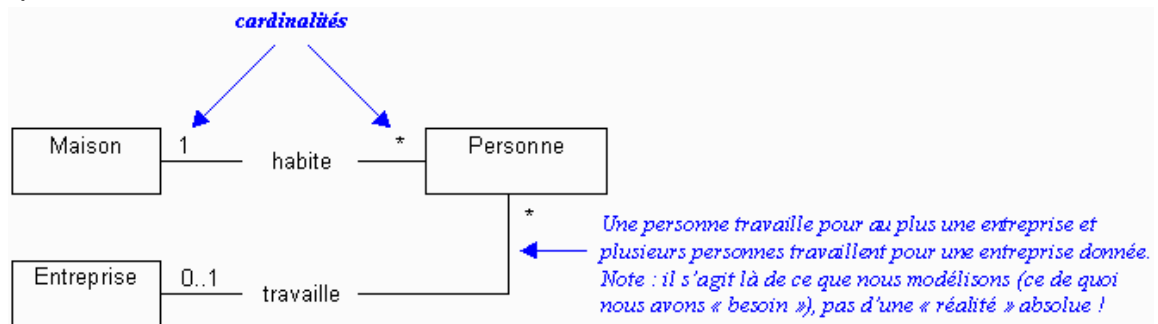 cardinalités
Maison
1
habite
*
Personne
*
Une personne travaille pour au plus une entreprise et
plusieurs personnes travaillent pour une entreprise donnée.
Note : il s'agit là de ce que nous modélisons (ce de quoi
nous avons « besoin »), pas d'une « réalité » absolue !
Entreprise
0..1
travaille